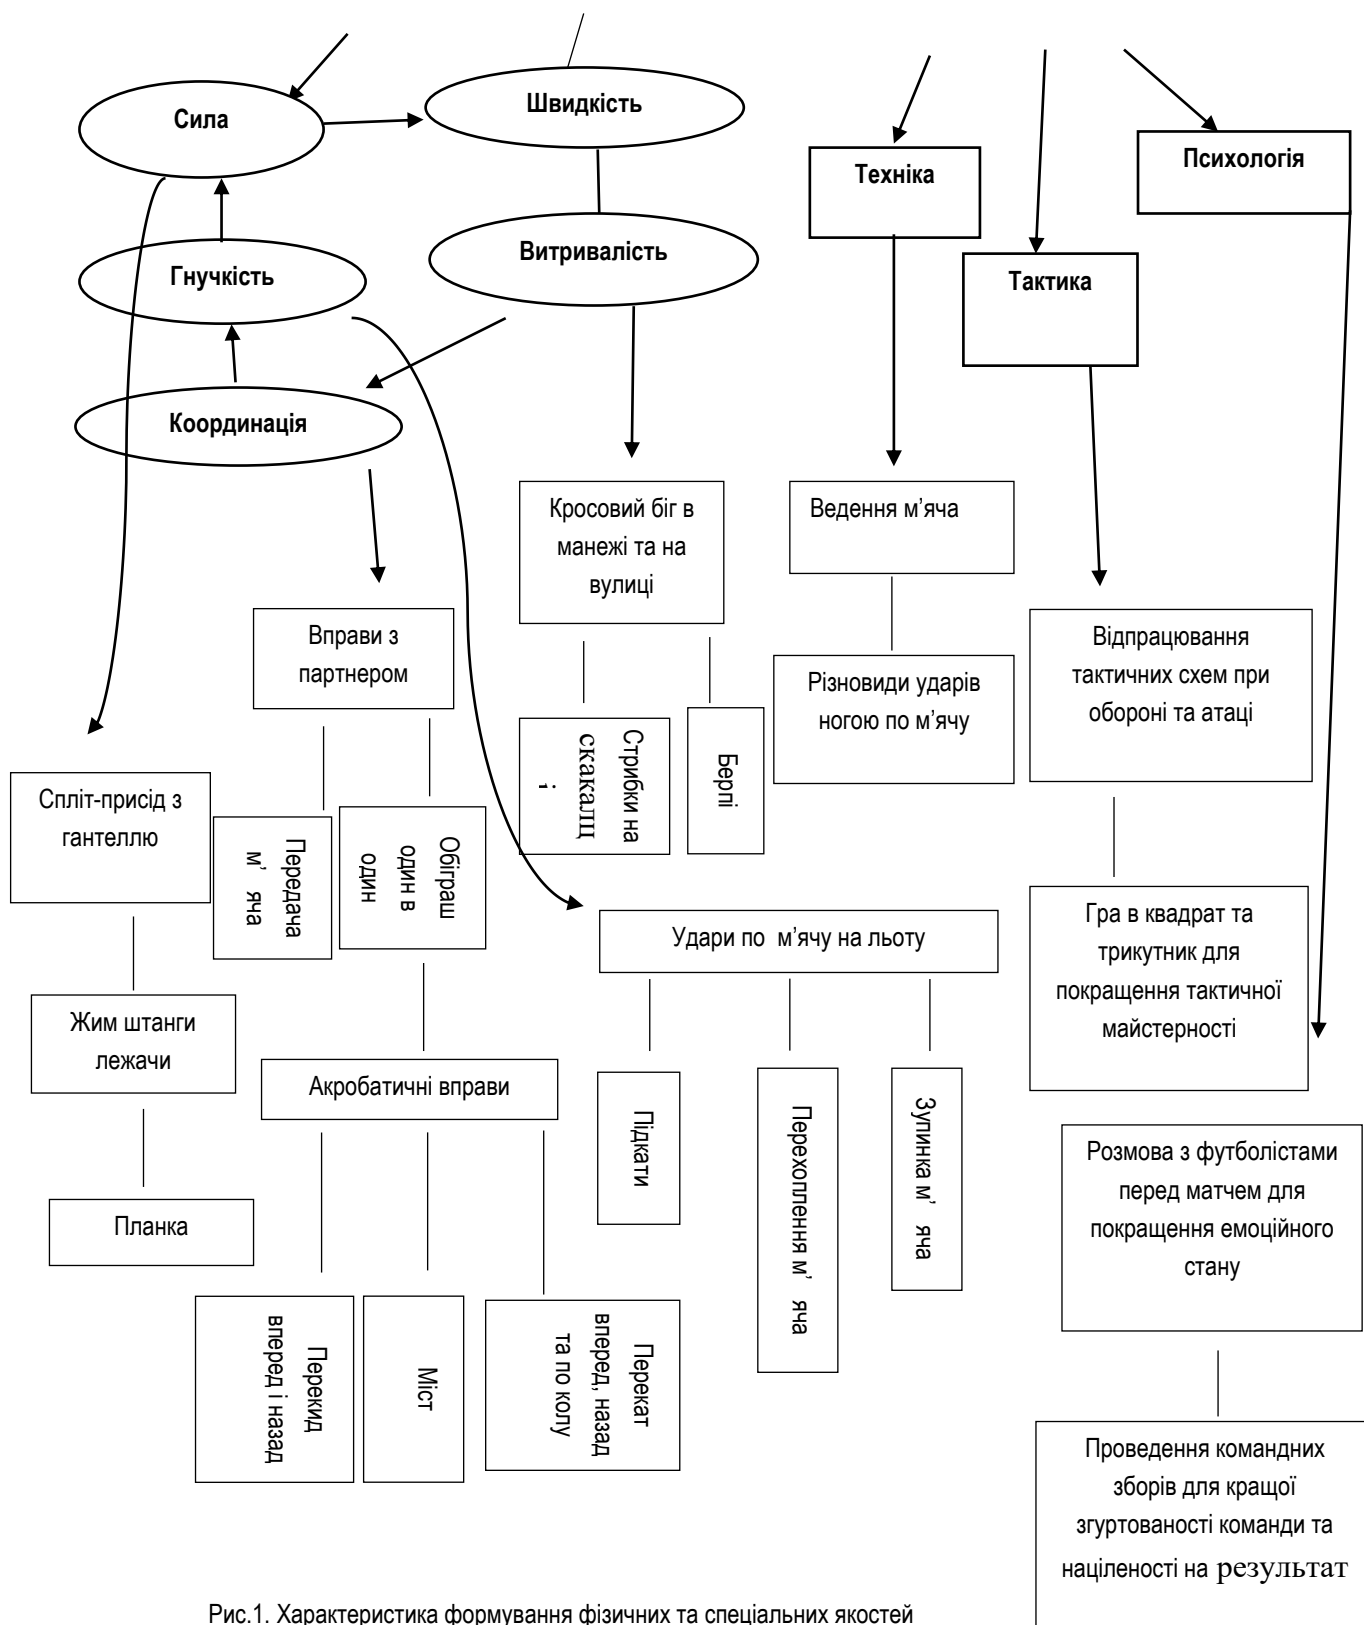 Сила
Швидкість
Техніка
Психологія
Гнучкість
Витривалість
Тактика
Координація
Кросовий біг в
манежі та на
вулиці
Ведення м’яча
Вправи з
партнером
Відпрацювання
тактичних схем при
обороні та атаці
Різновиди ударів
ногою по м’ячу
Стрибки на
скакалц
і
Берпі
Спліт-присід з
гантеллю
Передача
м’ яча
Обіграш
один в
один
Удари по м’ячу на льоту
Гра в квадрат та
трикутник для
покращення тактичної
майстерності
Жим штанги
лежачи
Акробатичні вправи
Підкати
Перехоплення м’ яча
Зупинка м’ яча
Розмова з футболістами
перед матчем для
покращення емоційного
стану
Планка
Перекид
вперед і назад
Міст
Перекат
вперед, назад
та по колу
Проведення командних
зборів для кращої
згуртованості команди та
націленості на результат
Рис.1. Характеристика формування фізичних та спеціальних якостей